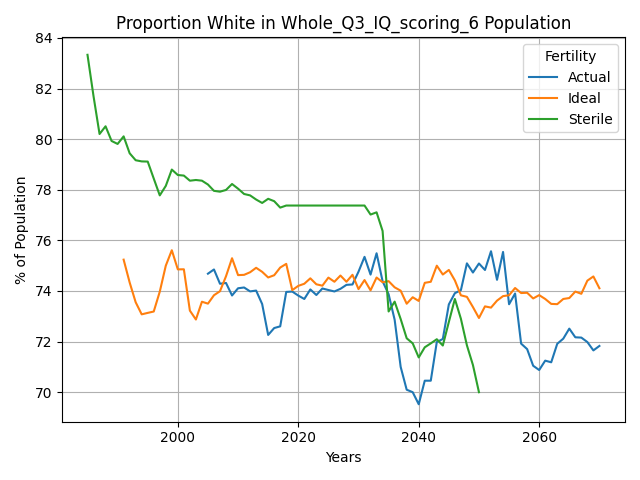 Proportion White in Whole_Q3_IQ_scoring_6 Population
84
82
80
78
76
74
72
70
% of Population
Fertility
Actual
Ideal
Sterile
2000
2020
2040
2060
Years